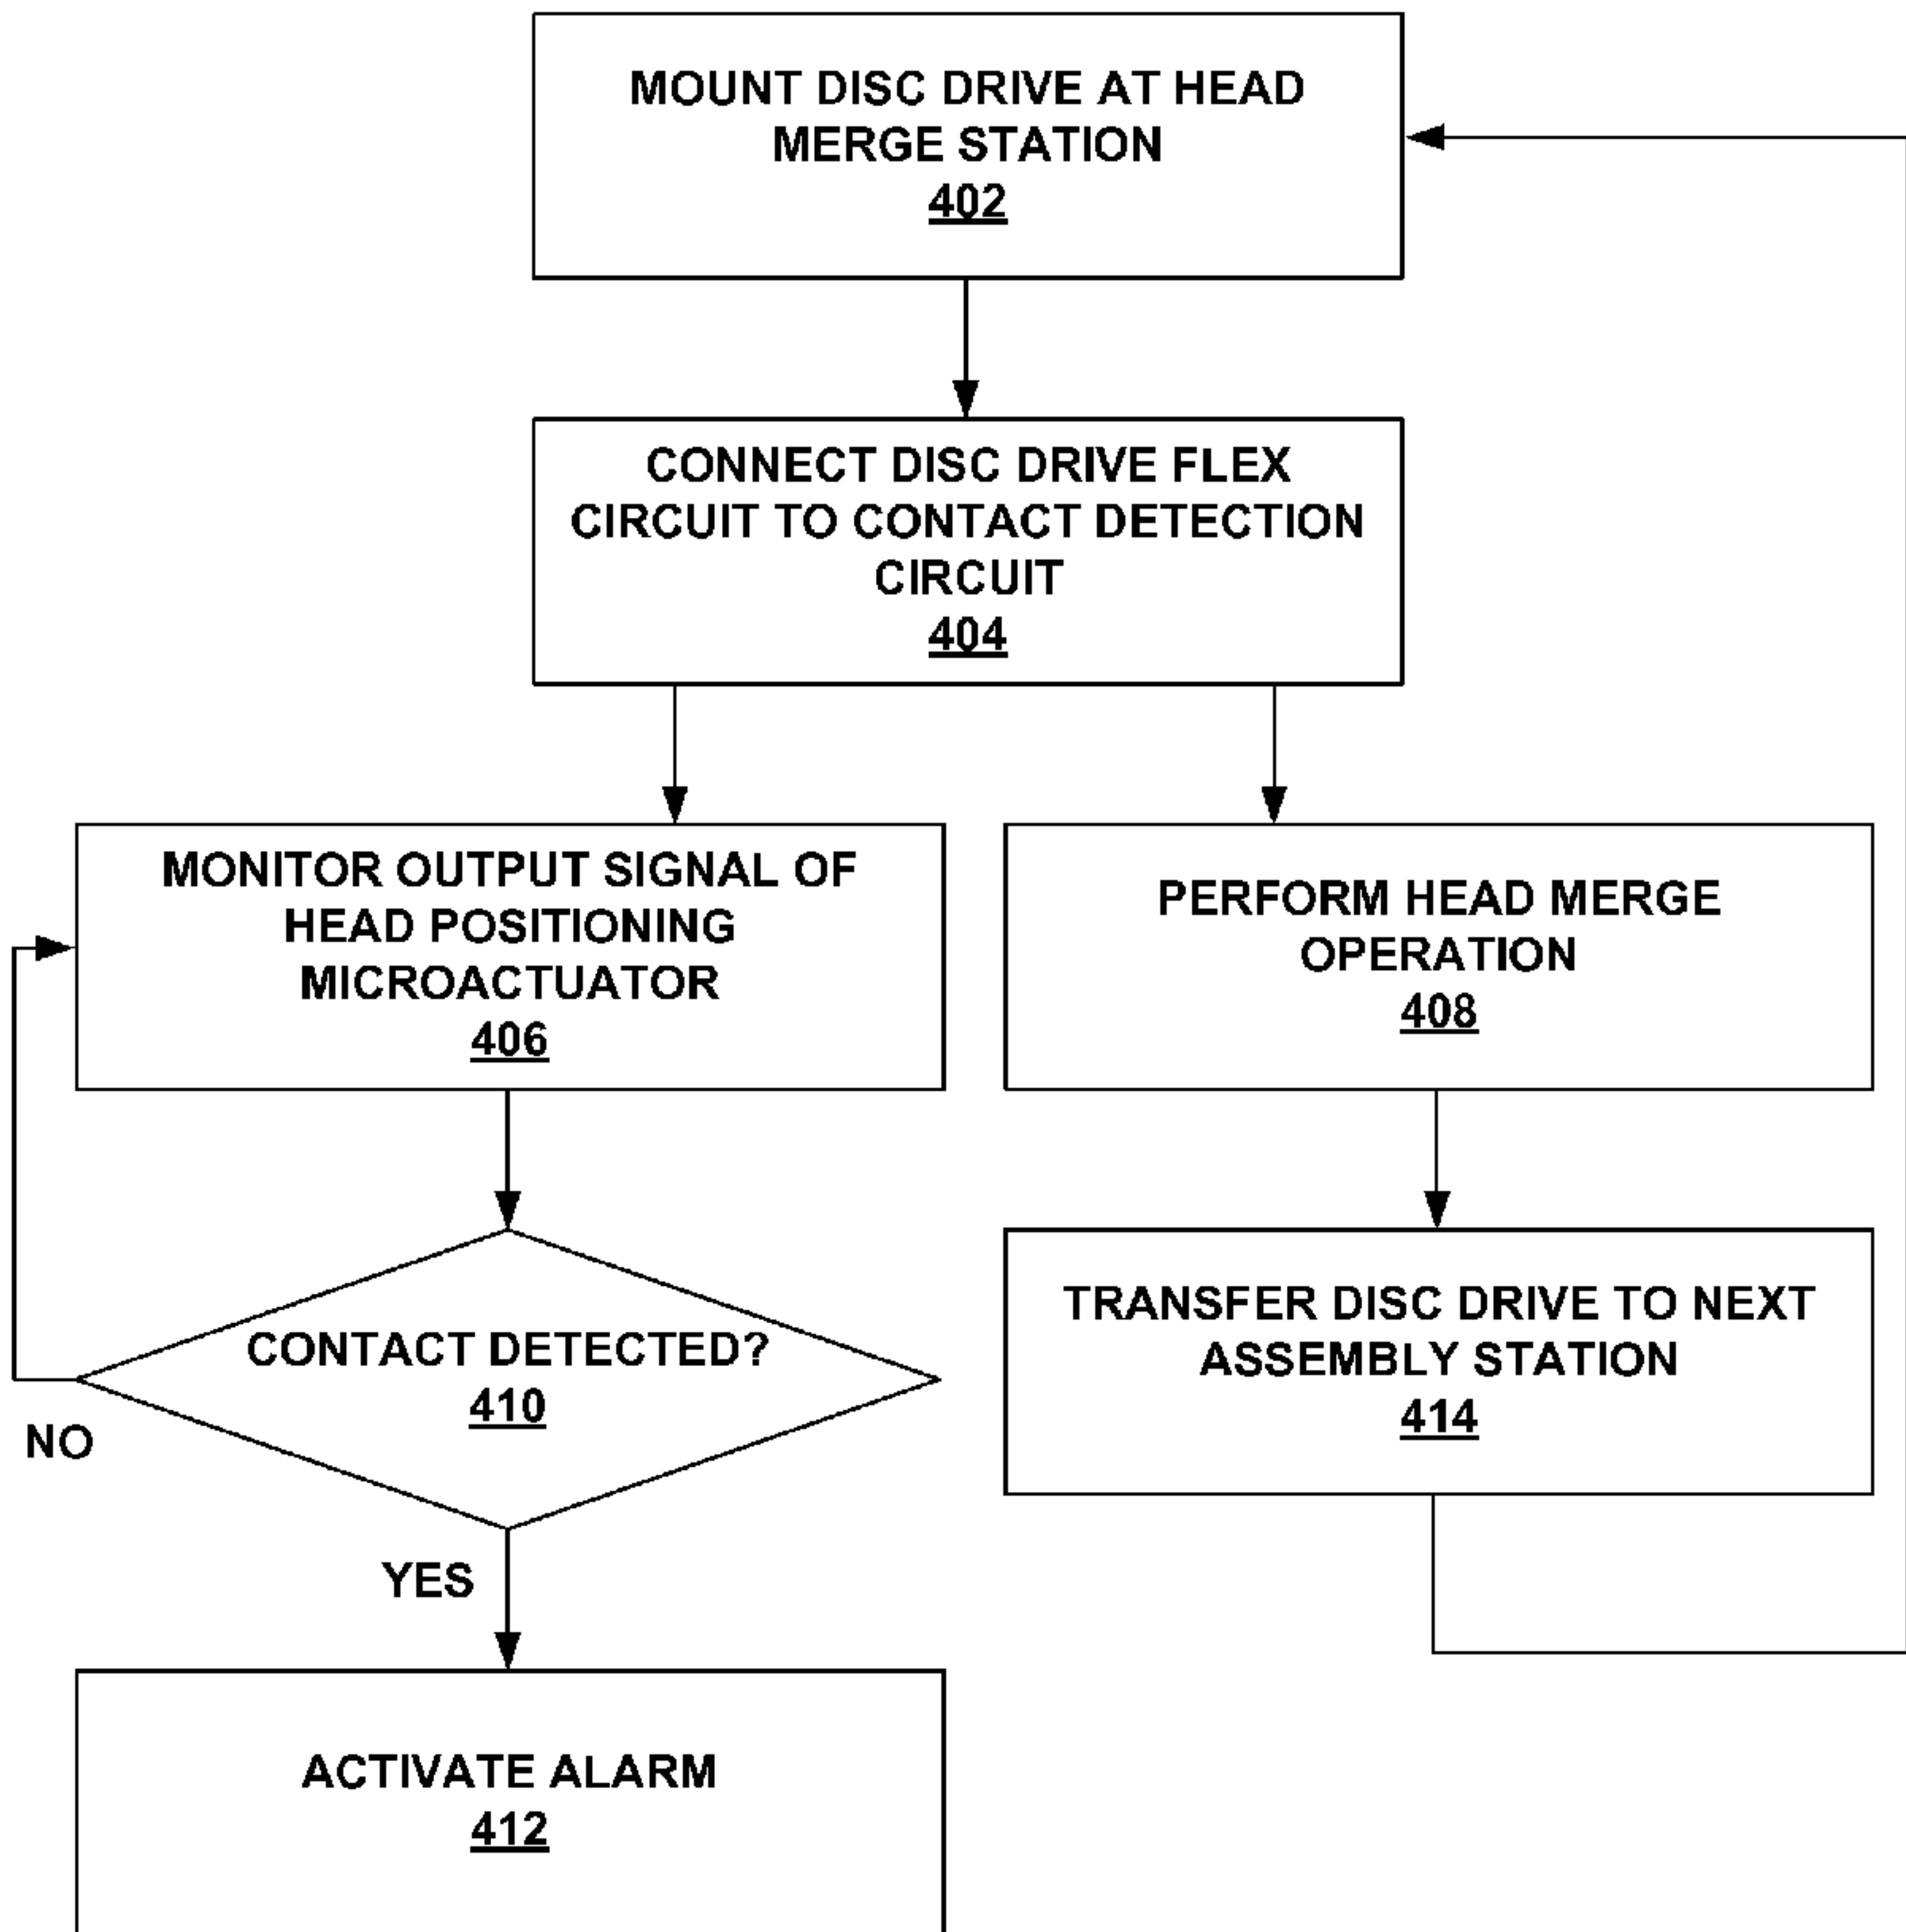 MOUNT DISC DRIVE AT HEAD
MERGE STATION
402
CONNECT DISC DRIVE FLEX
CIRCUIT TO CONTACT DETECTION
CIRCUIT
404
MONITOR OUTPUT SIGNAL OF
HEAD POSITIONING
MICROACTUATOR
406
PERFORM HEAD MERGE
OPERATION
408
CONTACT DETECTED?
410
NO
YES
TRANSFER DISC DRIVE TO NEXT
ASSEMBLY STATION
414
ACTIVATE ALARM
412